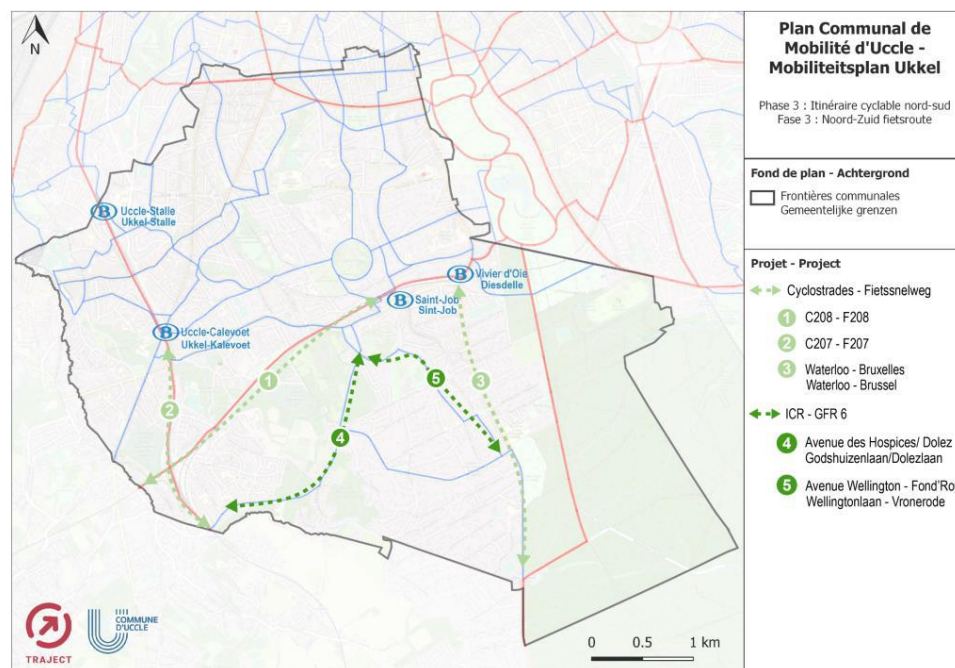 N
Uccle-Stalle
Ukkel-Stalle
B
Vivier d'Oie
Diesdelle
B
Saint-Job
Sint-Job
B
Uccle-Calevoet
Ukkel-Kalevoet
B
1
2
3
4
5
TRAJECT
COMMUNE
D'UCCLE
0 0.5 1 km
Plan Communal de
Mobilité d'Uccle -
Mobiliteitsplan Ukkel
Phase 3 : Itinéraire cyclable nord-sud
Fase 3 : Noord-Zuid fietsroute
Fond de plan - Achtergrond
Frontières communales
Gemeentelijke grenzen
Projet - Project
Cyclostrades - Fietssnelweg
1 C208 - F208
2 C207 - F207
3 Waterloo - Bruxelles
Waterloo - Brussel
ICR - GFR 6
4 Avenue des Hospices/ Dolez
Godshuizenlaan/Dolezlaan
5 Avenue Wellington - Fond'Ro
Wellingtonlaan - Vronerode